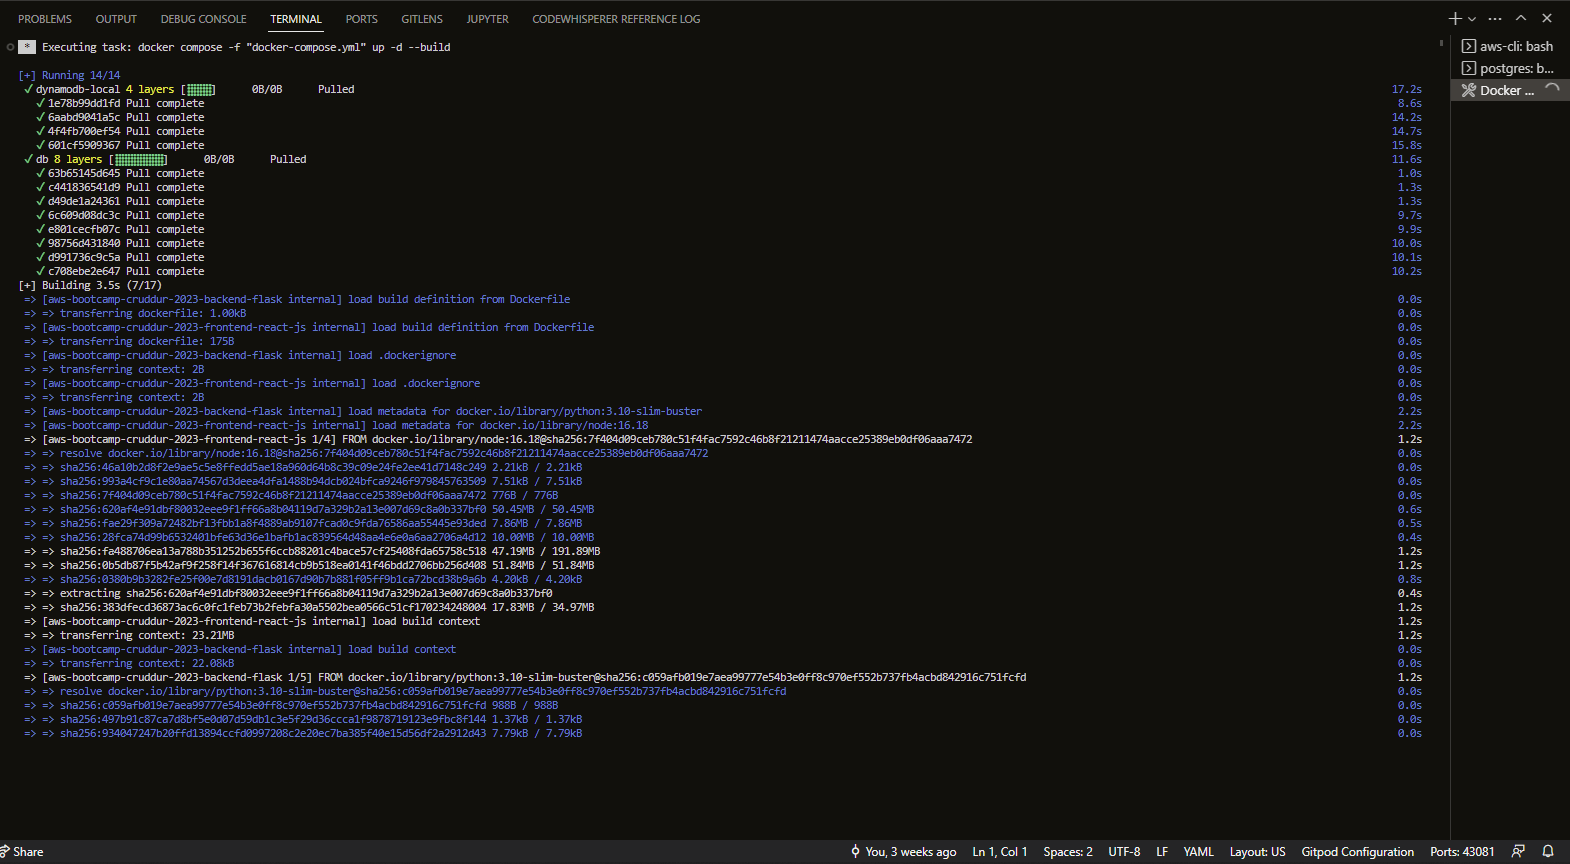 PROBLEMS OUTPUT DEBUG CONSOLE TERMINAL PORTS GITLENS JUPYTER CODEWHISPERER REFERENCE LOG
* Executing task: docker compose -f "docker-compose.yml" up -d --build
aws-cli: bash
postgres: b...
Docker ...
[+] Running 14/14
✔ dynamodb-local 4 layers [⣿⣿⣿⣿] 0B/0B Pulled 17.2s
✔ 1e78b99dd1fd Pull complete 8.6s
✔ 6aabd9041a5c Pull complete 14.2s
✔ 4f4fb700ef54 Pull complete 14.7s
✔ 601cf5909367 Pull complete 15.8s
✔ db 8 layers [⣿⣿⣿⣿⣿⣿⣿⣿] 0B/0B Pulled 11.6s
✔ 63b65145d645 Pull complete 1.0s
✔ c441836541d9 Pull complete 1.3s
✔ d49de1a24361 Pull complete 1.3s
✔ 6c609d08dc3c Pull complete 9.7s
✔ e801cecfb07c Pull complete 9.9s
✔ 98756d431840 Pull complete 10.0s
✔ d991736c9c5a Pull complete 10.1s
✔ c708ebe2e647 Pull complete 10.2s
[+] Building 3.5s (7/17)
=> [aws-bootcamp-cruddur-2023-backend-flask internal] load build definition from Dockerfile 0.0s
=> => transferring dockerfile: 1.00kB 0.0s
=> [aws-bootcamp-cruddur-2023-frontend-react-js internal] load build definition from Dockerfile 0.0s
=> => transferring dockerfile: 175B 0.0s
=> [aws-bootcamp-cruddur-2023-backend-flask internal] load .dockerignore 0.0s
=> => transferring context: 2B 0.0s
=> [aws-bootcamp-cruddur-2023-frontend-react-js internal] load .dockerignore 0.0s
=> => transferring context: 2B 0.0s
=> [aws-bootcamp-cruddur-2023-backend-flask internal] load metadata for docker.io/library/python:3.10-slim-buster 2.2s
=> [aws-bootcamp-cruddur-2023-frontend-react-js internal] load metadata for docker.io/library/node:16.18 2.2s
=> [aws-bootcamp-cruddur-2023-frontend-react-js 1/4] FROM docker.io/library/node:16.18@sha256:7f404d09ceb780c51f4fac7592c46b8f21211474aacce25389eb0df06aaa7472 1.2s
=> => resolve docker.io/library/node:16.18@sha256:7f404d09ceb780c51f4fac7592c46b8f21211474aacce25389eb0df06aaa7472 0.0s
=> => sha256:46a10b2d8f2e9ae5c5e8ffedd5ae18a960d64b8c39c09e24fe2ee41d7148c249 2.21kB / 2.21kB 0.0s
=> => sha256:993a4cf9c1e80aa74567d3deea4dfa1488b94dcb024bfca9246f979845763509 7.51kB / 7.51kB 0.0s
=> => sha256:7f404d09ceb780c51f4fac7592c46b8f21211474aacce25389eb0df06aaa7472 776B / 776B 0.0s
=> => sha256:620af4e91dbf80032eee9f1ff66a8b04119d7a329b2a13e007d69c8a0b337bf0 50.45MB / 50.45MB 0.6s
=> => sha256:fae29f309a72482bf13fbb1a8f4889ab9107fcad0c9fda76586aa55445e93ded 7.86MB / 7.86MB 0.5s
=> => sha256:28fca74d99b6532401bfe63d36e1bafb1ac839564d48aa4e6e0a6aa2706a4d12 10.00MB / 10.00MB 0.4s
=> => sha256:fa488706ea13a788b351252b655f6ccb88201c4bace57cf25408fda65758c518 47.19MB / 191.89MB 1.2s
=> => sha256:0b5db87f5b42af9f258f14f367616814cb9b518ea0141f46bdd2706bb256d408 51.84MB / 51.84MB 1.2s
=> => sha256:0380b9b3282fe25f00e7d8191dacb0167d90b7b881f05ff9b1ca72bcd38b9a6b 4.20kB / 4.20kB 0.8s
=> => extracting sha256:620af4e91dbf80032eee9f1ff66a8b04119d7a329b2a13e007d69c8a0b337bf0 0.4s
=> => sha256:383dfecd36873ac6c0fc1feb73b2febfa30a5502bea0566c51cf170234248004 17.83MB / 34.97MB 1.2s
=> [aws-bootcamp-cruddur-2023-frontend-react-js internal] load build context 1.2s
=> => transferring context: 23.21MB 1.2s
=> [aws-bootcamp-cruddur-2023-backend-flask internal] load build context 0.0s
=> => transferring context: 22.08kB 0.0s
=> [aws-bootcamp-cruddur-2023-backend-flask 1/5] FROM docker.io/library/python:3.10-slim-buster@sha256:c059afb019e7aea99777e54b3e0ff8c970ef552b737fb4acbd842916c751fcfd 1.2s
=> => resolve docker.io/library/python:3.10-slim-buster@sha256:c059afb019e7aea99777e54b3e0ff8c970ef552b737fb4acbd842916c751fcfd 0.0s
=> => sha256:c059afb019e7aea99777e54b3e0ff8c970ef552b737fb4acbd842916c751fcfd 988B / 988B 0.0s
=> => sha256:497b91c87ca7d8bf5e0d07d59db1c3e5f29d36ccca1f9878719123e9fbc8f144 1.37kB / 1.37kB 0.0s
=> => sha256:934047247b20ffd13894ccfd0997208c2e20ec7ba385f40e15d56df2a2912d43 7.79kB / 7.79kB 0.0s
Share You, 3 weeks ago Ln 1, Col 1 Spaces: 2 UTF-8 LF YAML Layout: US Gitpod Configuration Ports: 43081